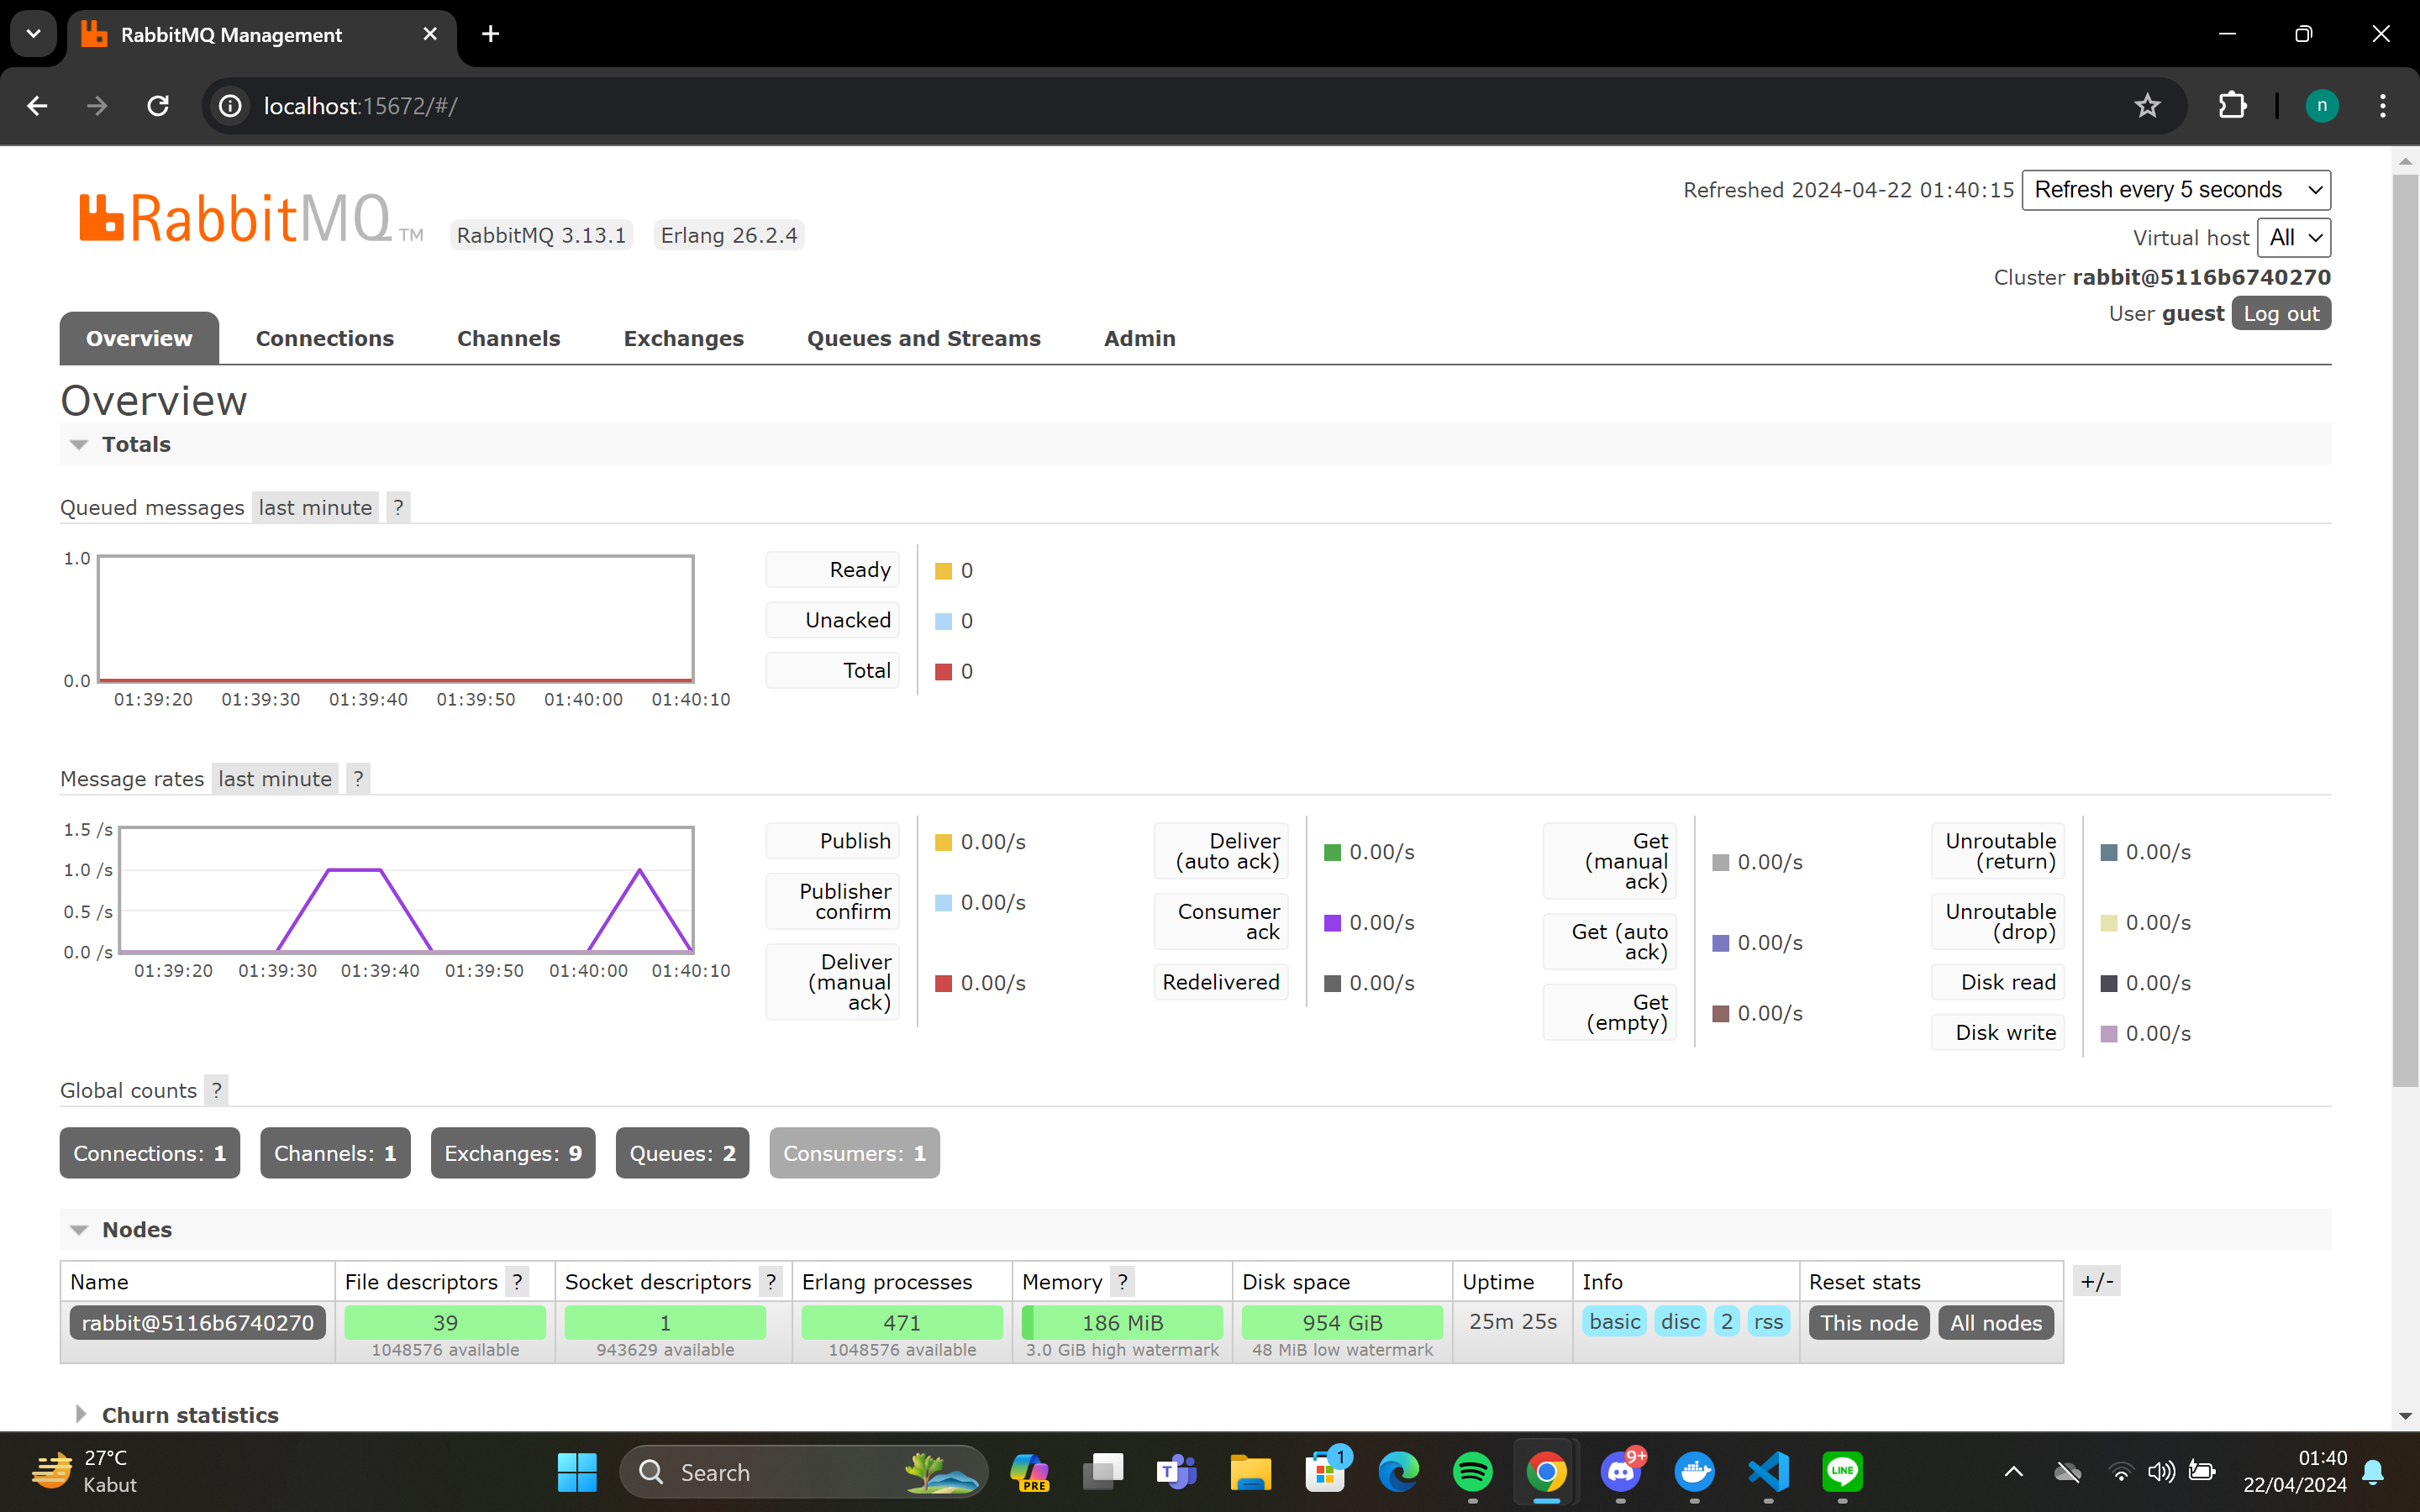 RabbitMQ Management
localhost:15672/#/
RabbitMQ TM
RabbitMQ 3.13.1
Erlang 26.2.4
Refreshed 2024-04-22 01:40:15
Refresh every 5 seconds
Virtual host
All
Cluster rabbit@5116b6740270
User guest
Log out
Overview
Connections
Channels
Exchanges
Queues and Streams
Admin
Overview
Totals
Queued messages last minute ?
1.0
0.0
01:39:20 01:39:30 01:39:40 01:39:50 01:40:00 01:40:10
Ready 0
Unacked 0
Total 0
Message rates last minute ?
1.5 /s
1.0 /s
0.5 /s
0.0 /s
01:39:20 01:39:30 01:39:40 01:39:50 01:40:00 01:40:10
Publish 0.00/s
Publisher
confirm 0.00/s
Deliver
(manual
ack) 0.00/s
Deliver
(auto ack) 0.00/s
Consumer
ack 0.00/s
Redelivered 0.00/s
Get
(manual
ack) 0.00/s
Get (auto
ack) 0.00/s
Get
(empty) 0.00/s
Unroutable
(return) 0.00/s
Unroutable
(drop) 0.00/s
Disk read 0.00/s
Disk write 0.00/s
Global counts ?
Connections: 1
Channels: 1
Exchanges: 9
Queues: 2
Consumers: 1
Nodes
Name File descriptors ? Socket descriptors ? Erlang processes Memory ? Disk space Uptime Info Reset stats +/-
rabbit@5116b6740270 39 1 471 186 MiB 954 GiB 25m 25s basic disc 2 rss This node All nodes
1048576 available 943629 available 1048576 available 3.0 GiB high watermark 48 MiB low watermark
Churn statistics
27°C
Kabut
Search
PRE
T
1
9+
LINE
01:40
22/04/2024
n